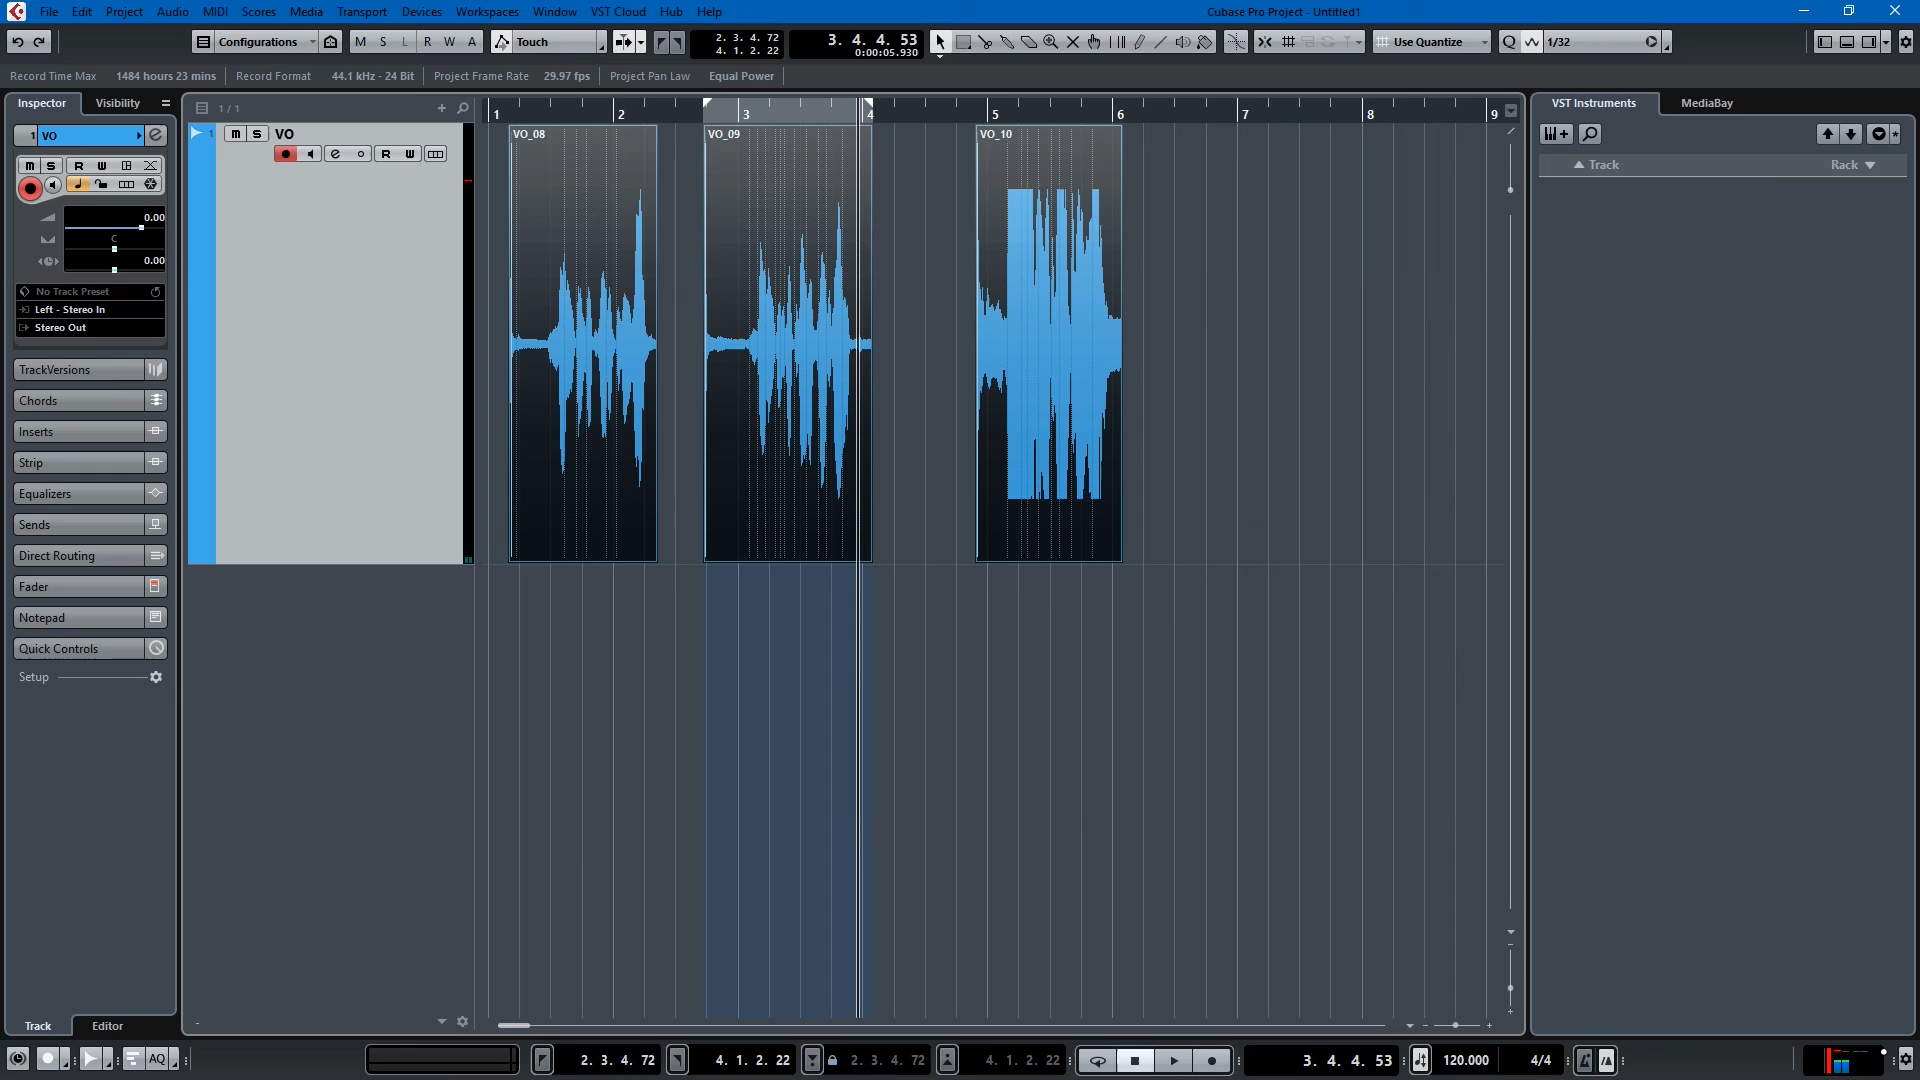 File Edit Project Audio MIDI Scores Media Transport Devices Workspaces Window VST Cloud Hub Help
Cubase Pro Project - Untitled1
Configurations M S L R W A Touch
2. 3. 4. 72
4. 1. 2. 22
3. 4. 4. 53
0:00:05.930
Use Quantize Q 1/32
Record Time Max 1484 hours 23 mins Record Format 44.1 kHz - 24 Bit Project Frame Rate 29.97 fps Project Pan Law Equal Power
Inspector Visibility
1 / 1
1 2 3 4 5 6 7 8 9
VST Instruments MediaBay
1 VO
1 m s VO
VO_08 VO_09 VO_10
R W
m s R W
Track Rack
0.00
C
0.00
No Track Preset
Left - Stereo In
Stereo Out
TrackVersions
Chords
Inserts
Strip
Equalizers
Sends
Direct Routing
Fader
Notepad
Quick Controls
Setup
Track Editor
AQ
2. 3. 4. 72 4. 1. 2. 22 2. 3. 4. 72 4. 1. 2. 22 3. 4. 4. 53 120.000 4/4